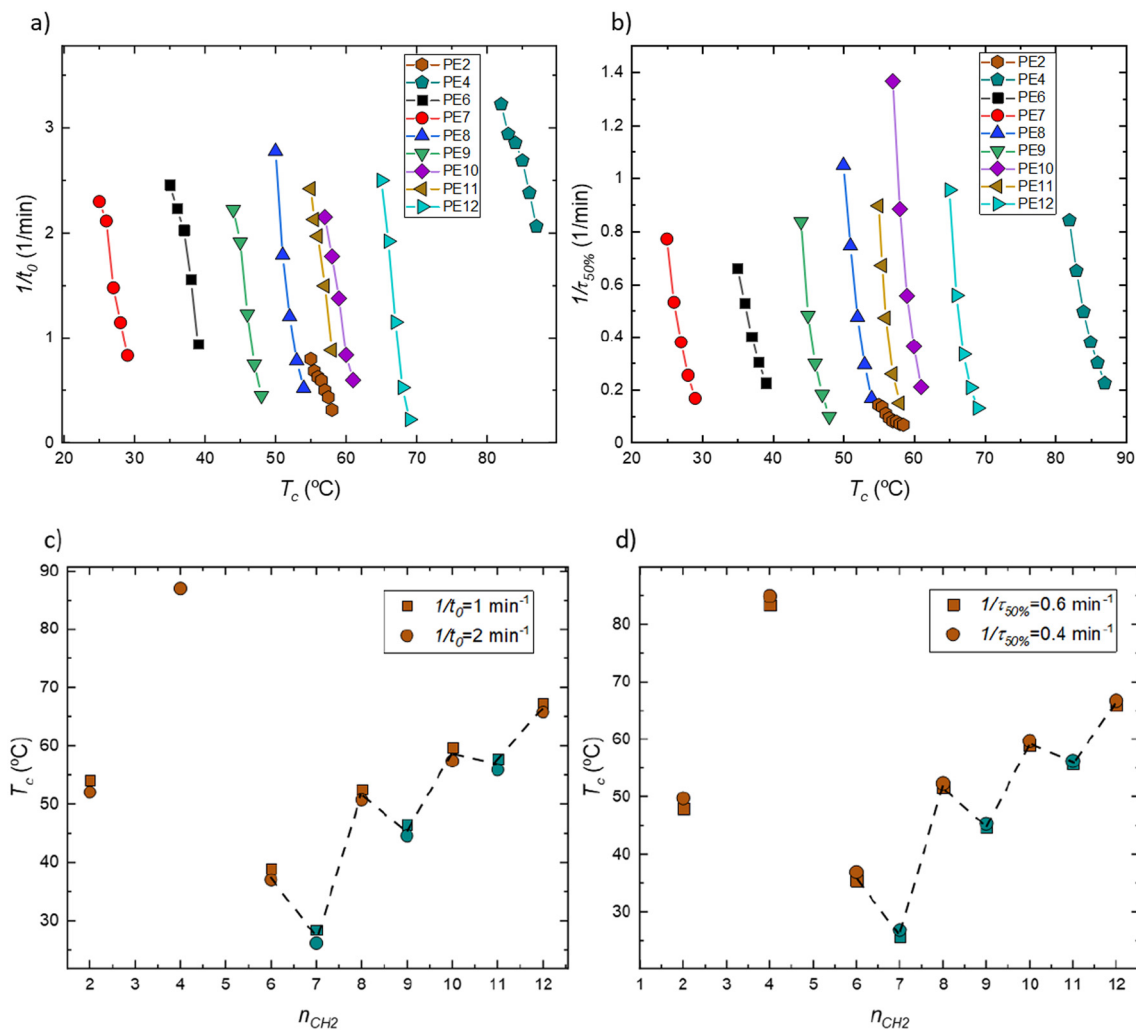 a)
3
2
1
0
1/t0 (1/min)
20 30 40 50 60 70 80
Tc (ºC)
PE2
PE4
PE6
PE7
PE8
PE9
PE10
PE11
PE12
b)
1.4
1.2
1.0
0.8
0.6
0.4
0.2
0
1/τ50% (1/min)
20 30 40 50 60 70 80 90
Tc (ºC)
PE2
PE4
PE6
PE7
PE8
PE9
PE10
PE11
PE12
c)
90
80
70
60
50
40
30
Tc (ºC)
2 3 4 5 6 7 8 9 10 11 12
nCH2
1/t0=1 min-1
1/t0=2 min-1
d)
90
80
70
60
50
40
30
20
Tc (ºC)
1 2 3 4 5 6 7 8 9 10 11 12
nCH2
1/τ50%=0.6 min-1
1/τ50%=0.4 min-1